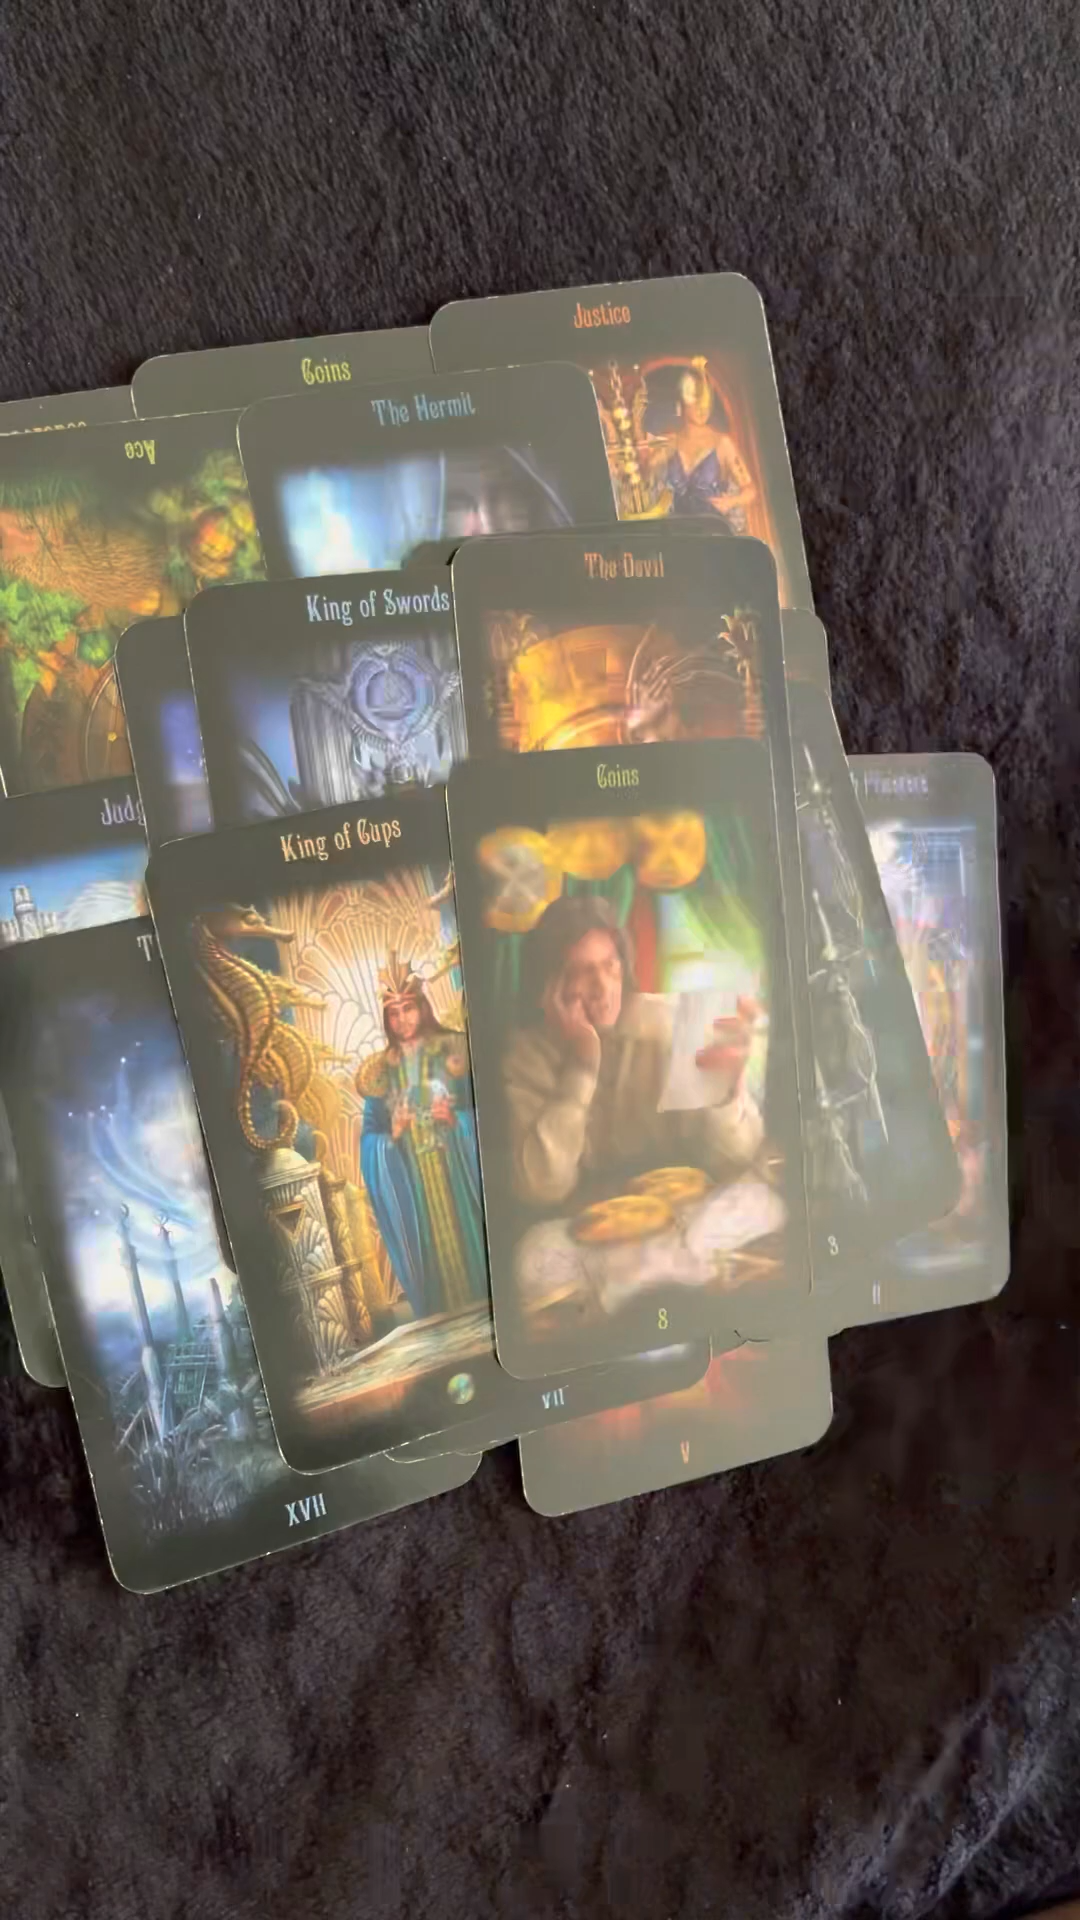 Justice
Coins
The Hermit
Ace
The Devil
King of Swords
Coins
Judg
King of Cups
T
8
3
II
VII
V
XVII